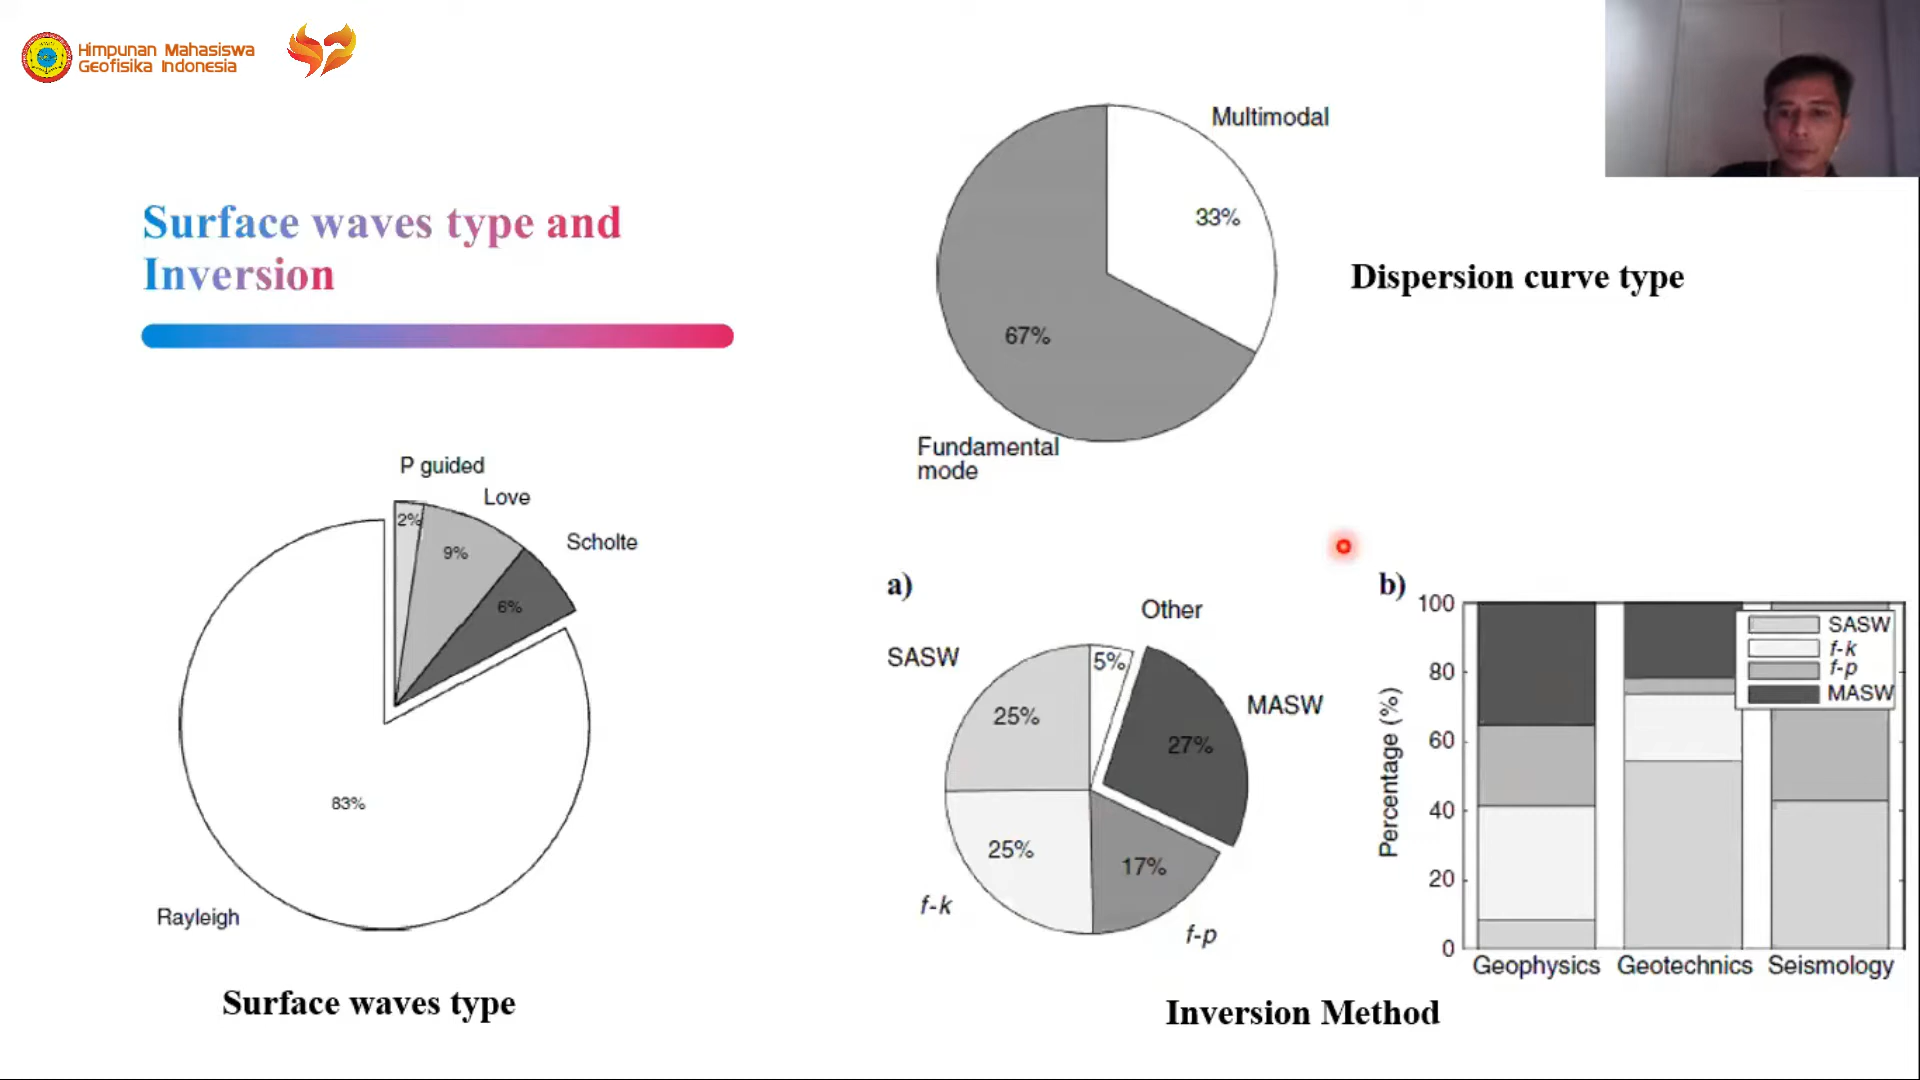 Himpunan Mahasiswa
Geofisika Indonesia
Surface waves type and
Inversion
Multimodal
33%
67%
Fundamental
mode
Dispersion curve type
P guided
Love
Scholte
2%
9%
6%
83%
Rayleigh
Surface waves type
a)
Other
SASW
5%
MASW
25%
27%
25%
17%
f-k
f-p
b)
100
80
60
40
20
0
Percentage (%)
SASW
f-k
f-p
MASW
Geophysics Geotechnics Seismology
Inversion Method